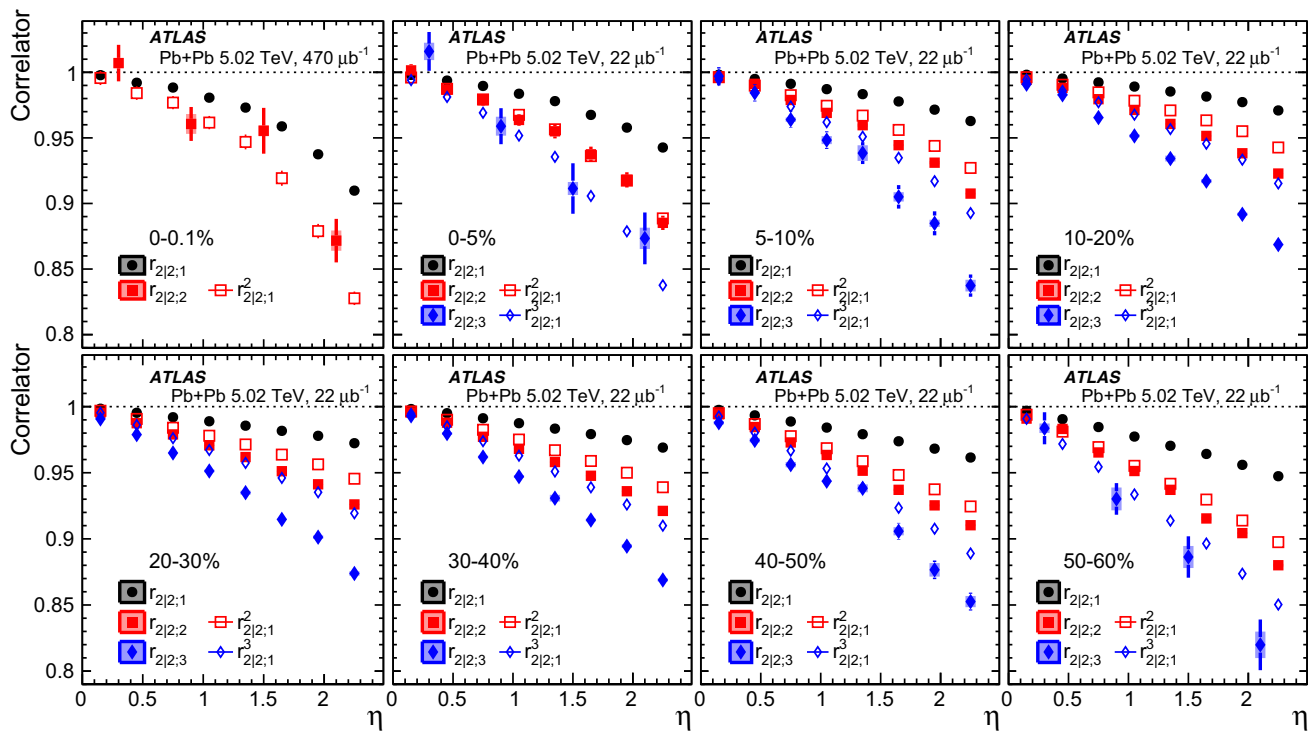 Correlator
ATLAS
Pb+Pb 5.02 TeV, 470 μb⁻¹
1
0.95
0.9
0.85
0.8
0-0.1%
r₂|₂;₁
r₂|₂;₂ r²₂|₂;₁
ATLAS
Pb+Pb 5.02 TeV, 22 μb⁻¹
0-5%
r₂|₂;₁
r₂|₂;₂ r²₂|₂;₁
r₂|₂;₃ r³₂|₂;₁
ATLAS
Pb+Pb 5.02 TeV, 22 μb⁻¹
5-10%
r₂|₂;₁
r₂|₂;₂ r²₂|₂;₁
r₂|₂;₃ r³₂|₂;₁
ATLAS
Pb+Pb 5.02 TeV, 22 μb⁻¹
10-20%
r₂|₂;₁
r₂|₂;₂ r²₂|₂;₁
r₂|₂;₃ r³₂|₂;₁
Correlator
ATLAS
Pb+Pb 5.02 TeV, 22 μb⁻¹
1
0.95
0.9
0.85
0.8
20-30%
r₂|₂;₁
r₂|₂;₂ r²₂|₂;₁
r₂|₂;₃ r³₂|₂;₁
0 0.5 1 1.5 2
η
ATLAS
Pb+Pb 5.02 TeV, 22 μb⁻¹
30-40%
r₂|₂;₁
r₂|₂;₂ r²₂|₂;₁
r₂|₂;₃ r³₂|₂;₁
0 0.5 1 1.5 2
η
ATLAS
Pb+Pb 5.02 TeV, 22 μb⁻¹
40-50%
r₂|₂;₁
r₂|₂;₂ r²₂|₂;₁
r₂|₂;₃ r³₂|₂;₁
0 0.5 1 1.5 2
η
ATLAS
Pb+Pb 5.02 TeV, 22 μb⁻¹
50-60%
r₂|₂;₁
r₂|₂;₂ r²₂|₂;₁
r₂|₂;₃ r³₂|₂;₁
0 0.5 1 1.5 2
η